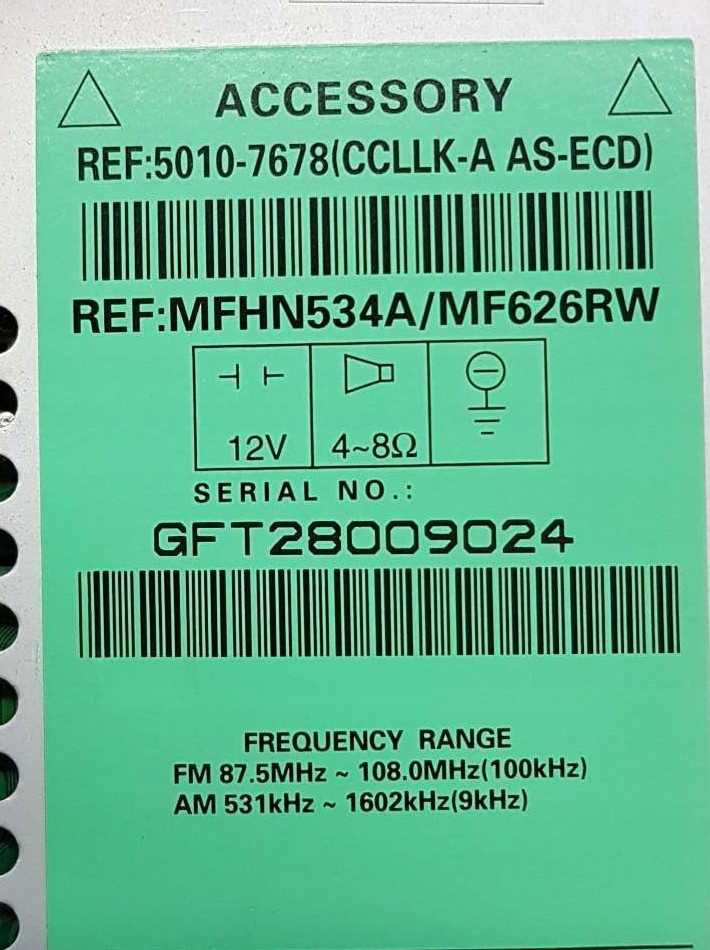 ACCESSORY
REF:5010-7678(CCLLK-A AS-ECD)
REF:MFHN534A/MF626RW
12V 4~8Ω
SERIAL NO.:
GFT28009024
FREQUENCY RANGE
FM 87.5MHz ~ 108.0MHz(100kHz)
AM 531kHz ~ 1602kHz(9kHz)